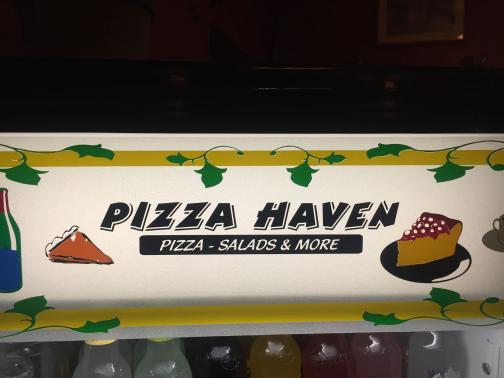 PIZZA HAVEN
PIZZA - SALADS & MORE